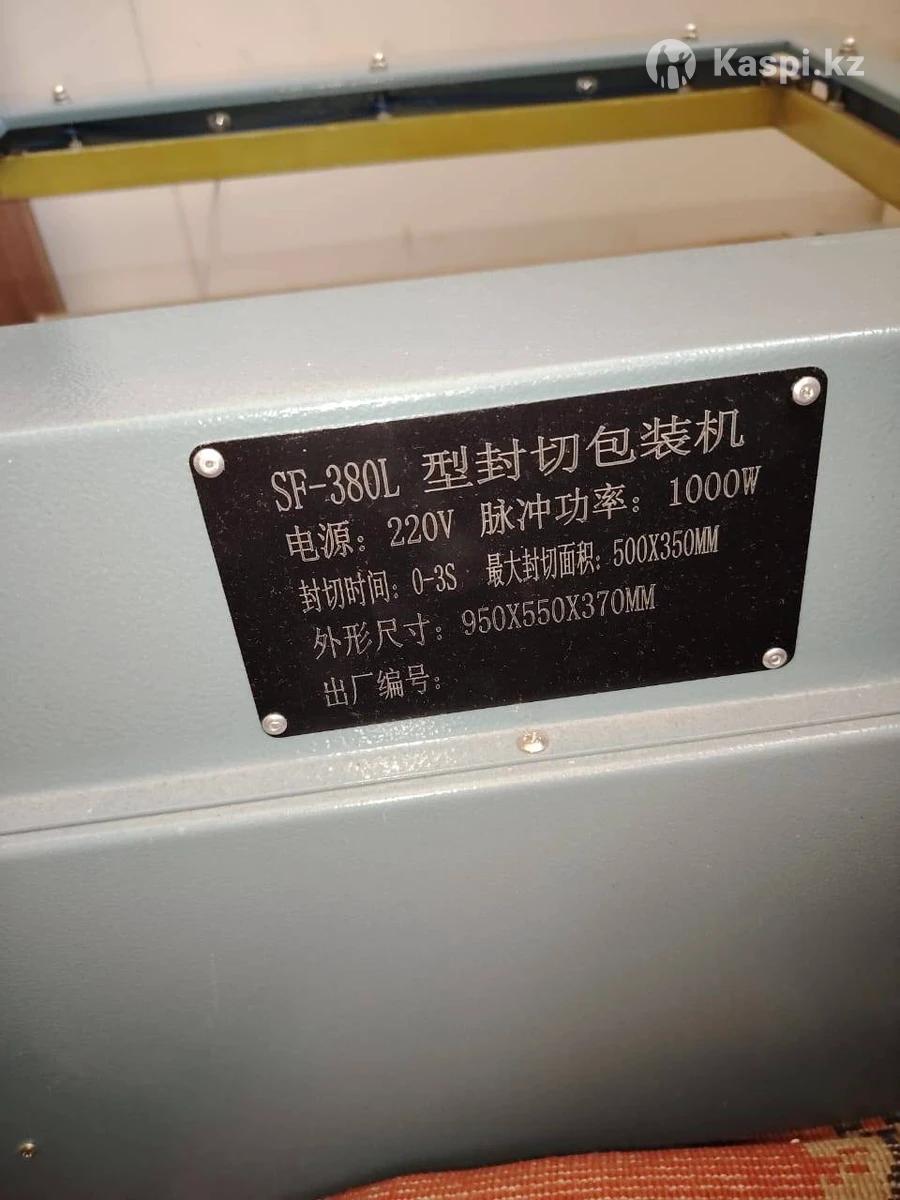 Kaspi.kz
SF-380L 型封切包装机
电源: 220V 脉冲功率: 1000W
封切时间: 0-3S 最大封切面积: 500X350MM
外形尺寸: 950X550X370MM
出厂编号: